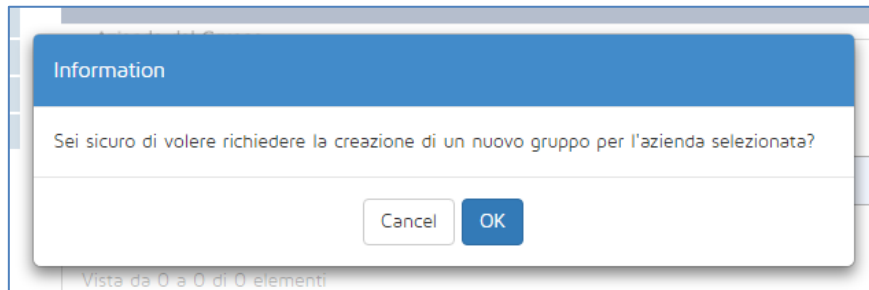 Information
Sei sicuro di volere richiedere la creazione di un nuovo gruppo per l'azienda selezionata?
Cancel OK
Vista da 0 a 0 di 0 elementi